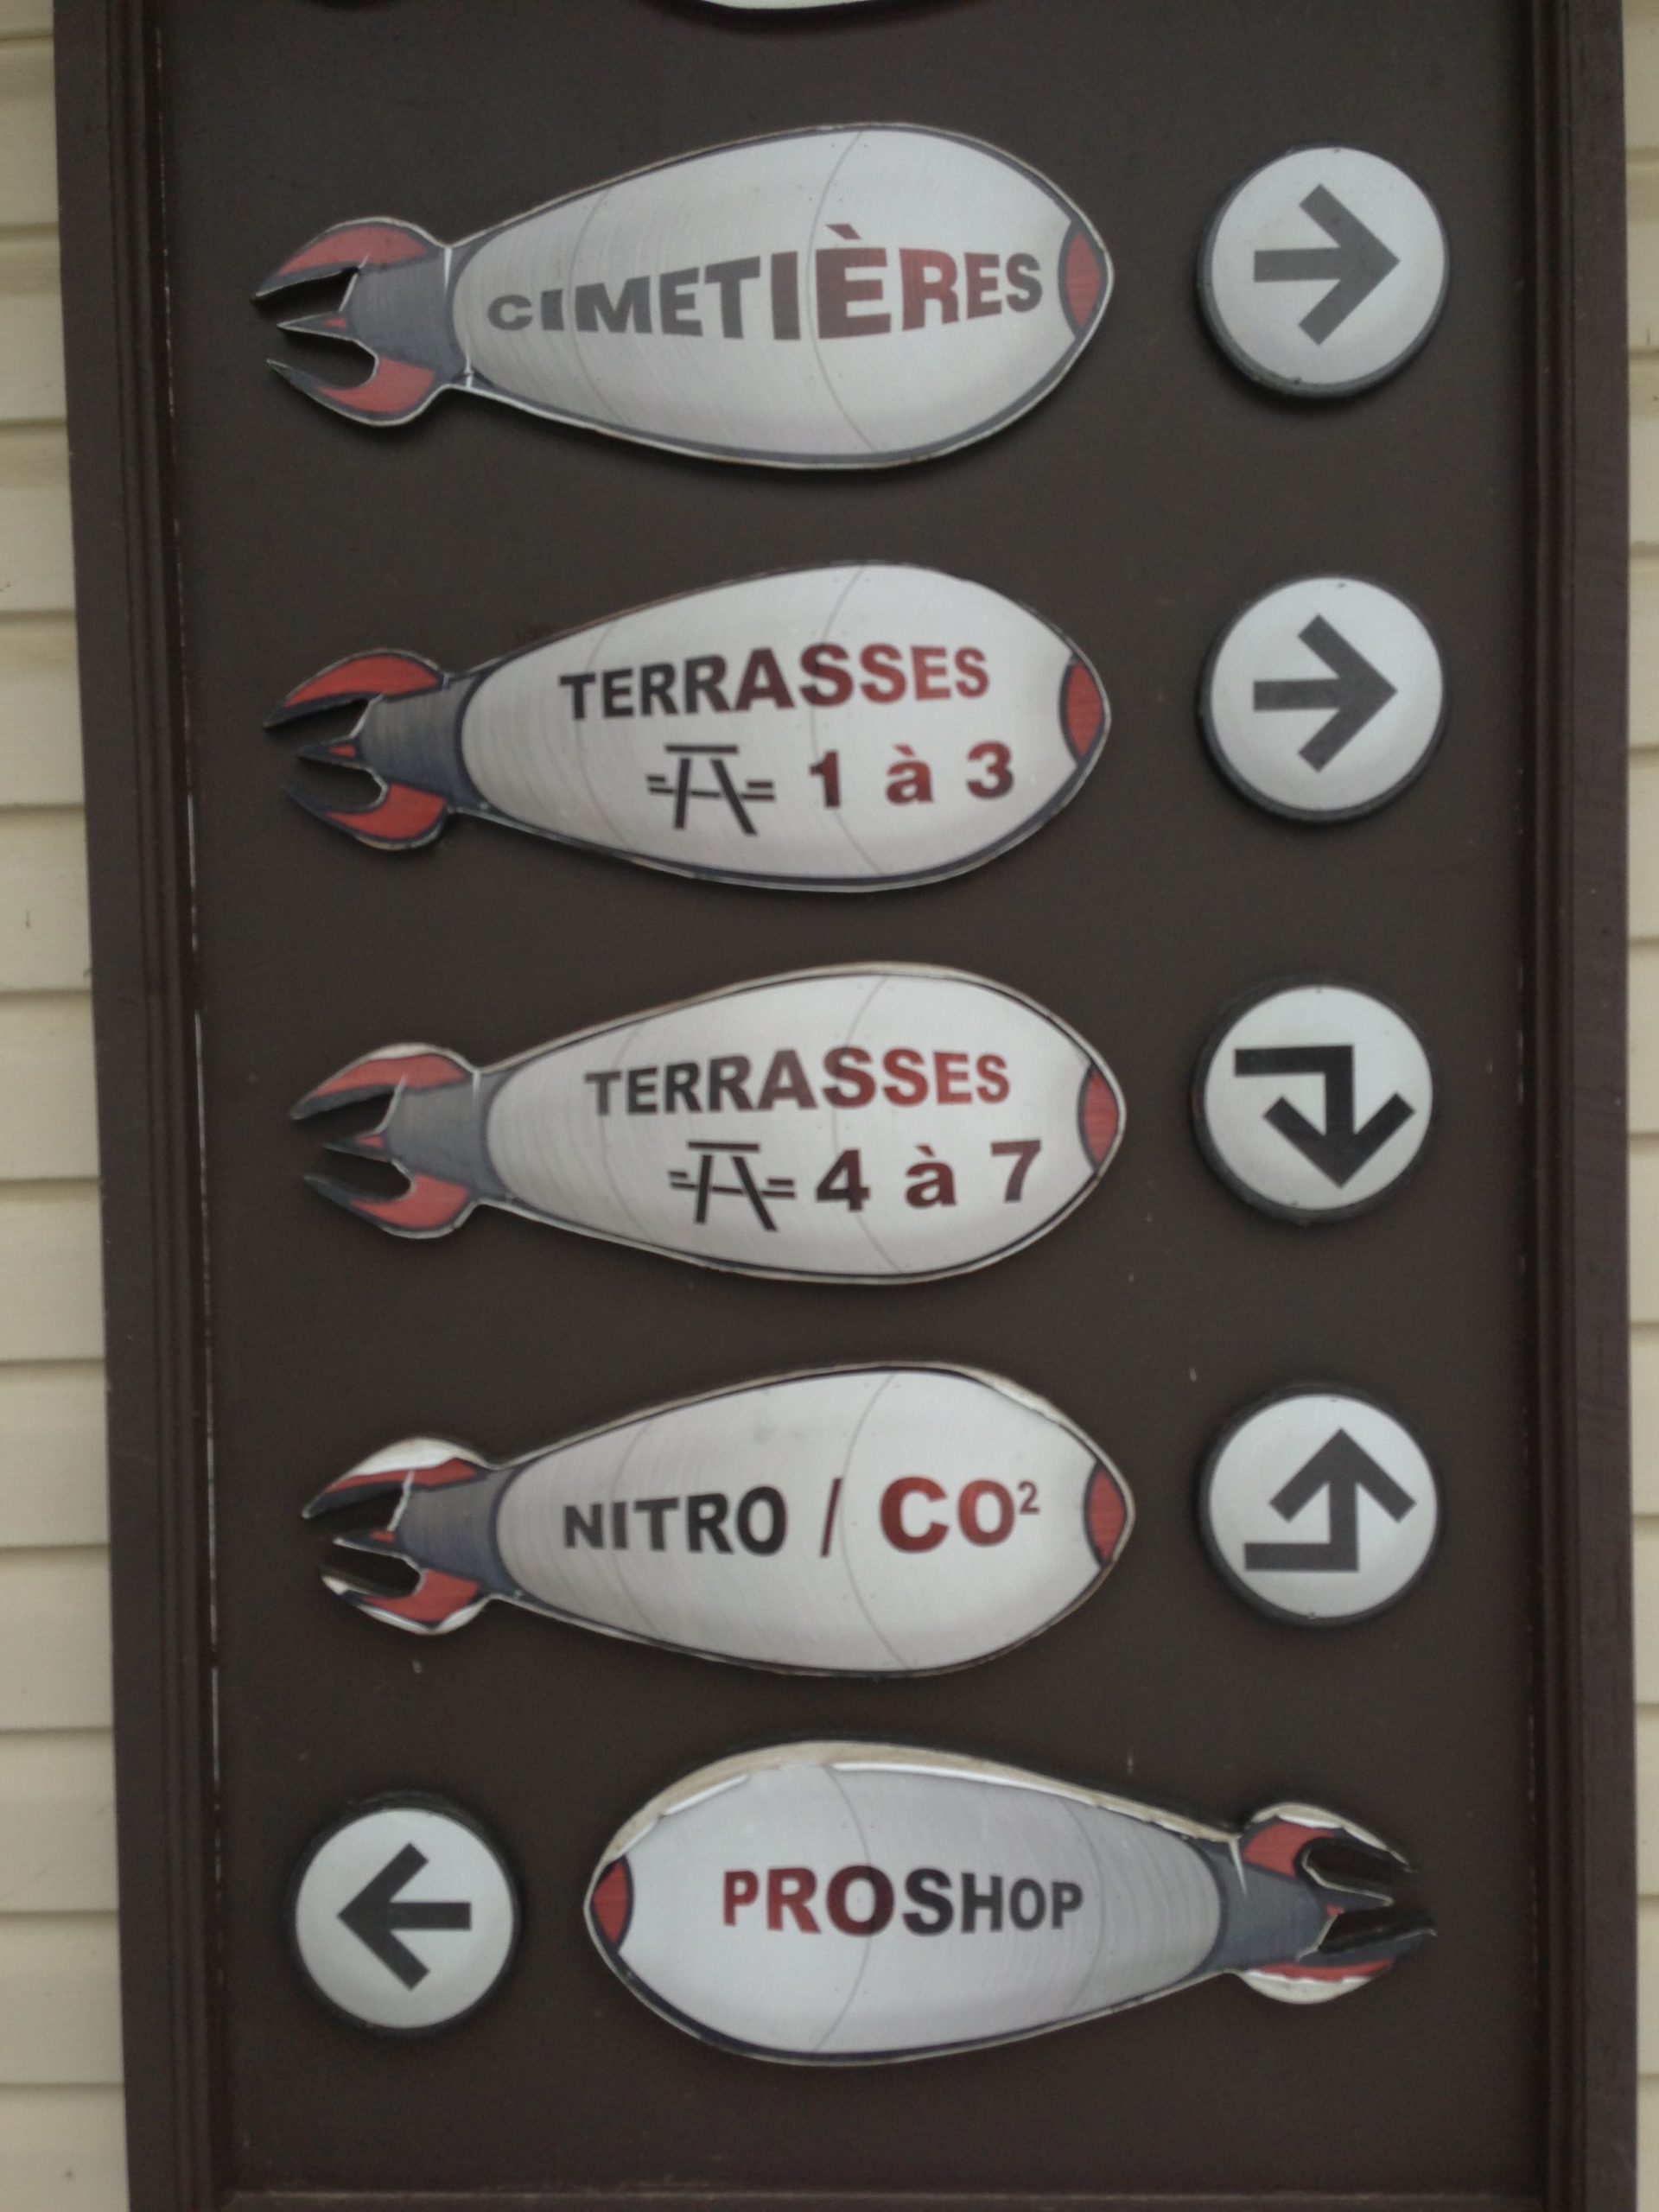 CIMETIÈRES
TERRASSES
1 à 3
TERRASSES
4 à 7
NITRO / CO²
PROSHOP